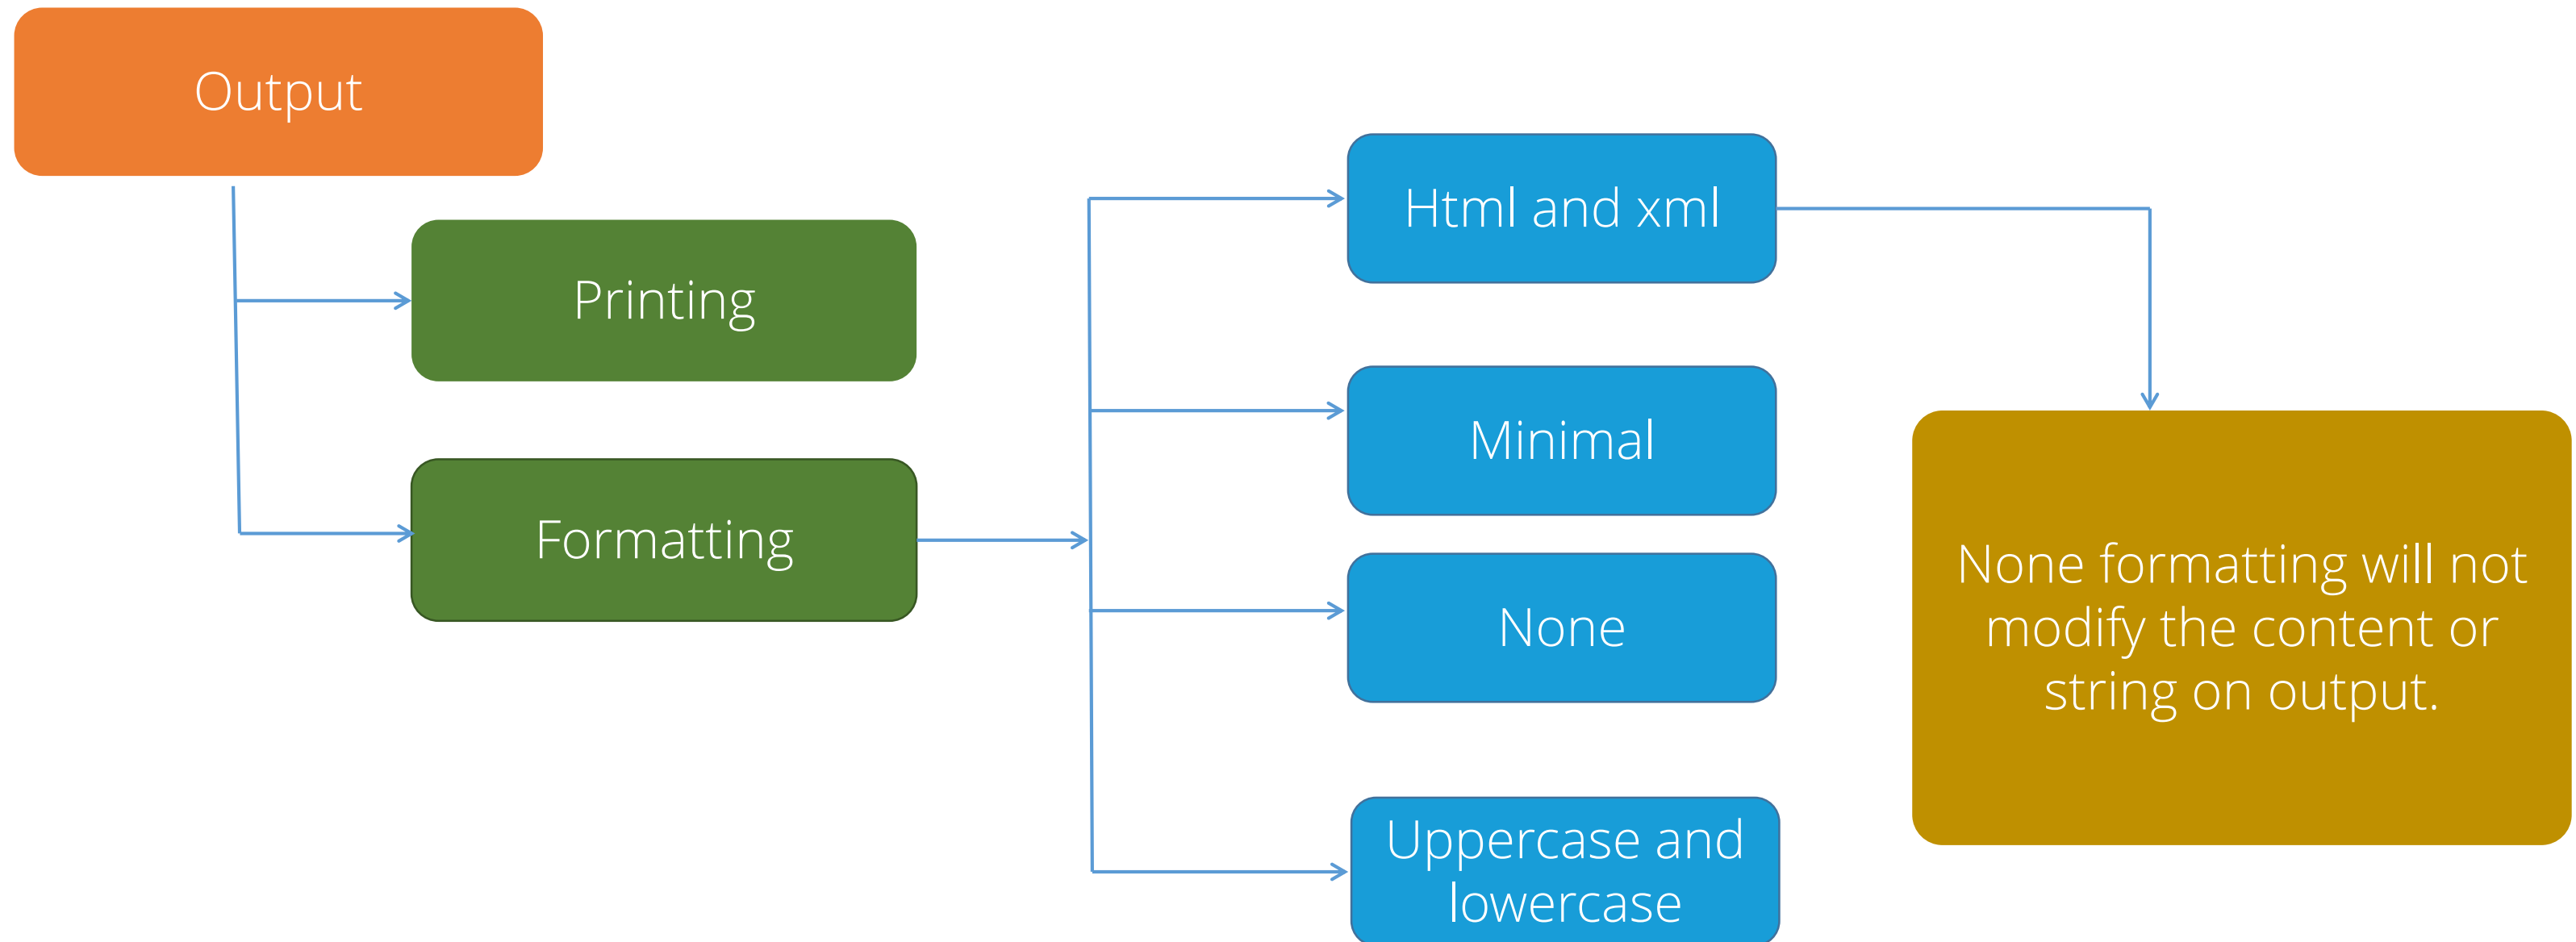 Output
Printing
Formatting
Html and xml
Minimal
None
Uppercase and
lowercase
None formatting will not
modify the content or
string on output.